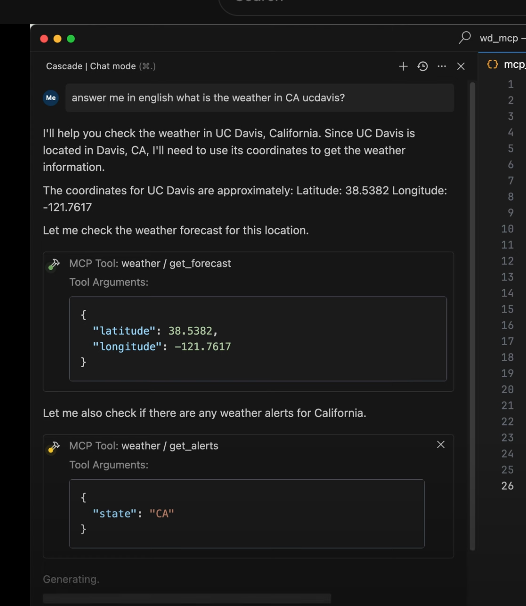 wd_mcp –
Cascade | Chat mode (⌘.)
mcp_
Me
answer me in english what is the weather in CA ucdavis?
I'll help you check the weather in UC Davis, California. Since UC Davis is
located in Davis, CA, I'll need to use its coordinates to get the weather
information.
The coordinates for UC Davis are approximately: Latitude: 38.5382 Longitude:
-121.7617
Let me check the weather forecast for this location.
MCP Tool: weather / get_forecast
Tool Arguments:
{
"latitude": 38.5382,
"longitude": -121.7617
}
Let me also check if there are any weather alerts for California.
MCP Tool: weather / get_alerts
Tool Arguments:
{
"state": "CA"
}
Generating.
1
2
3
4
5
6
7
8
9
10
11
12
13
14
15
16
17
18
19
20
21
22
23
24
25
26